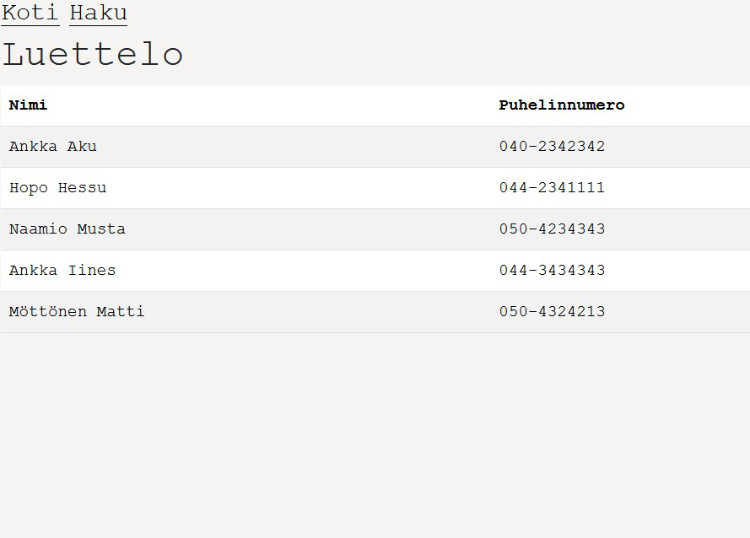 Koti Haku
Luettelo
Nimi Puhelinnumero
Ankka Aku 040-2342342
Hopo Hessu 044-2341111
Naamio Musta 050-4234343
Ankka Iines 044-3434343
Möttönen Matti 050-4324213